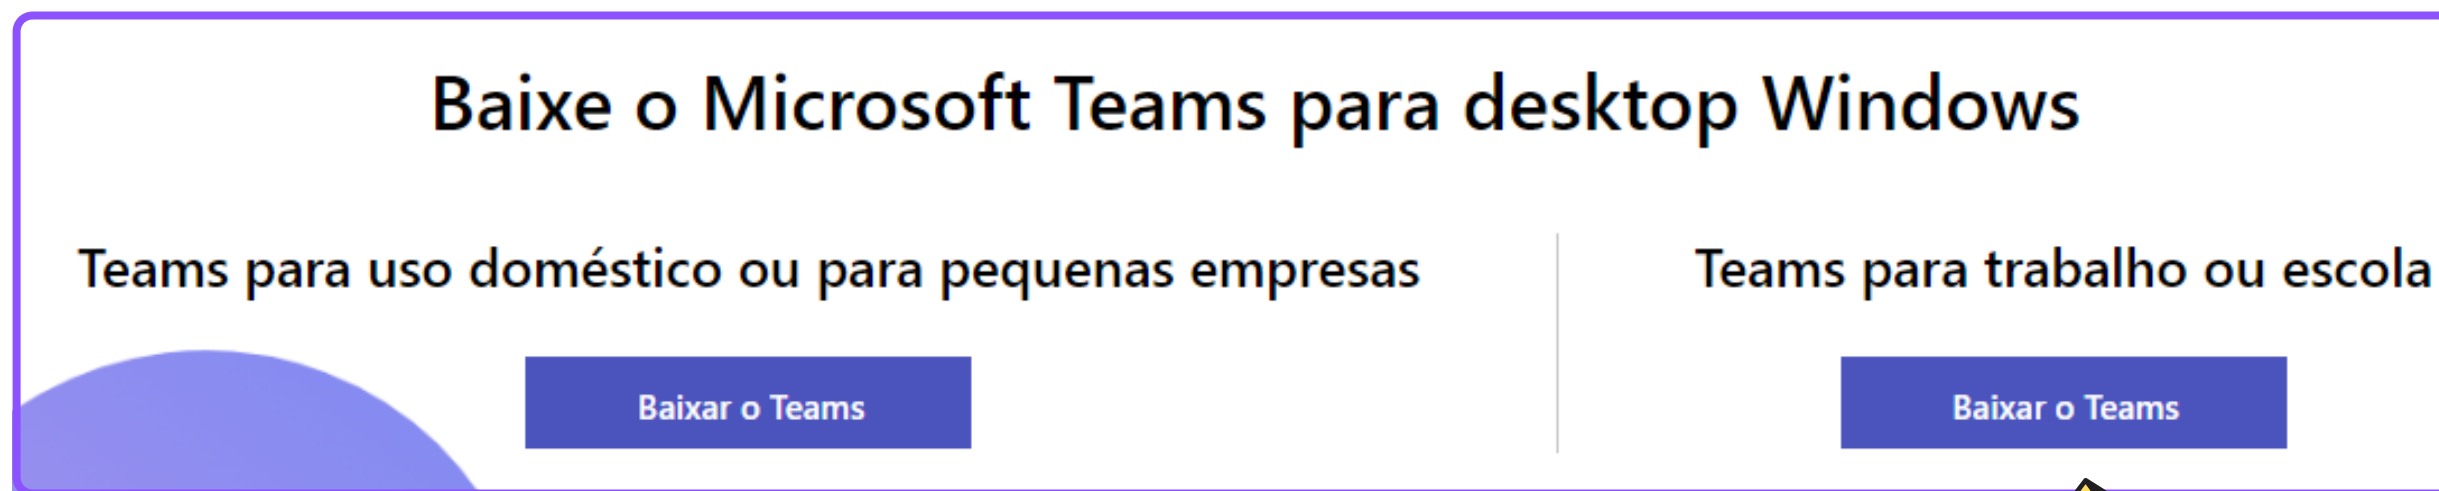 Baixe o Microsoft Teams para desktop Windows
Teams para uso doméstico ou para pequenas empresas
Baixar o Teams
Teams para trabalho ou escola
Baixar o Teams